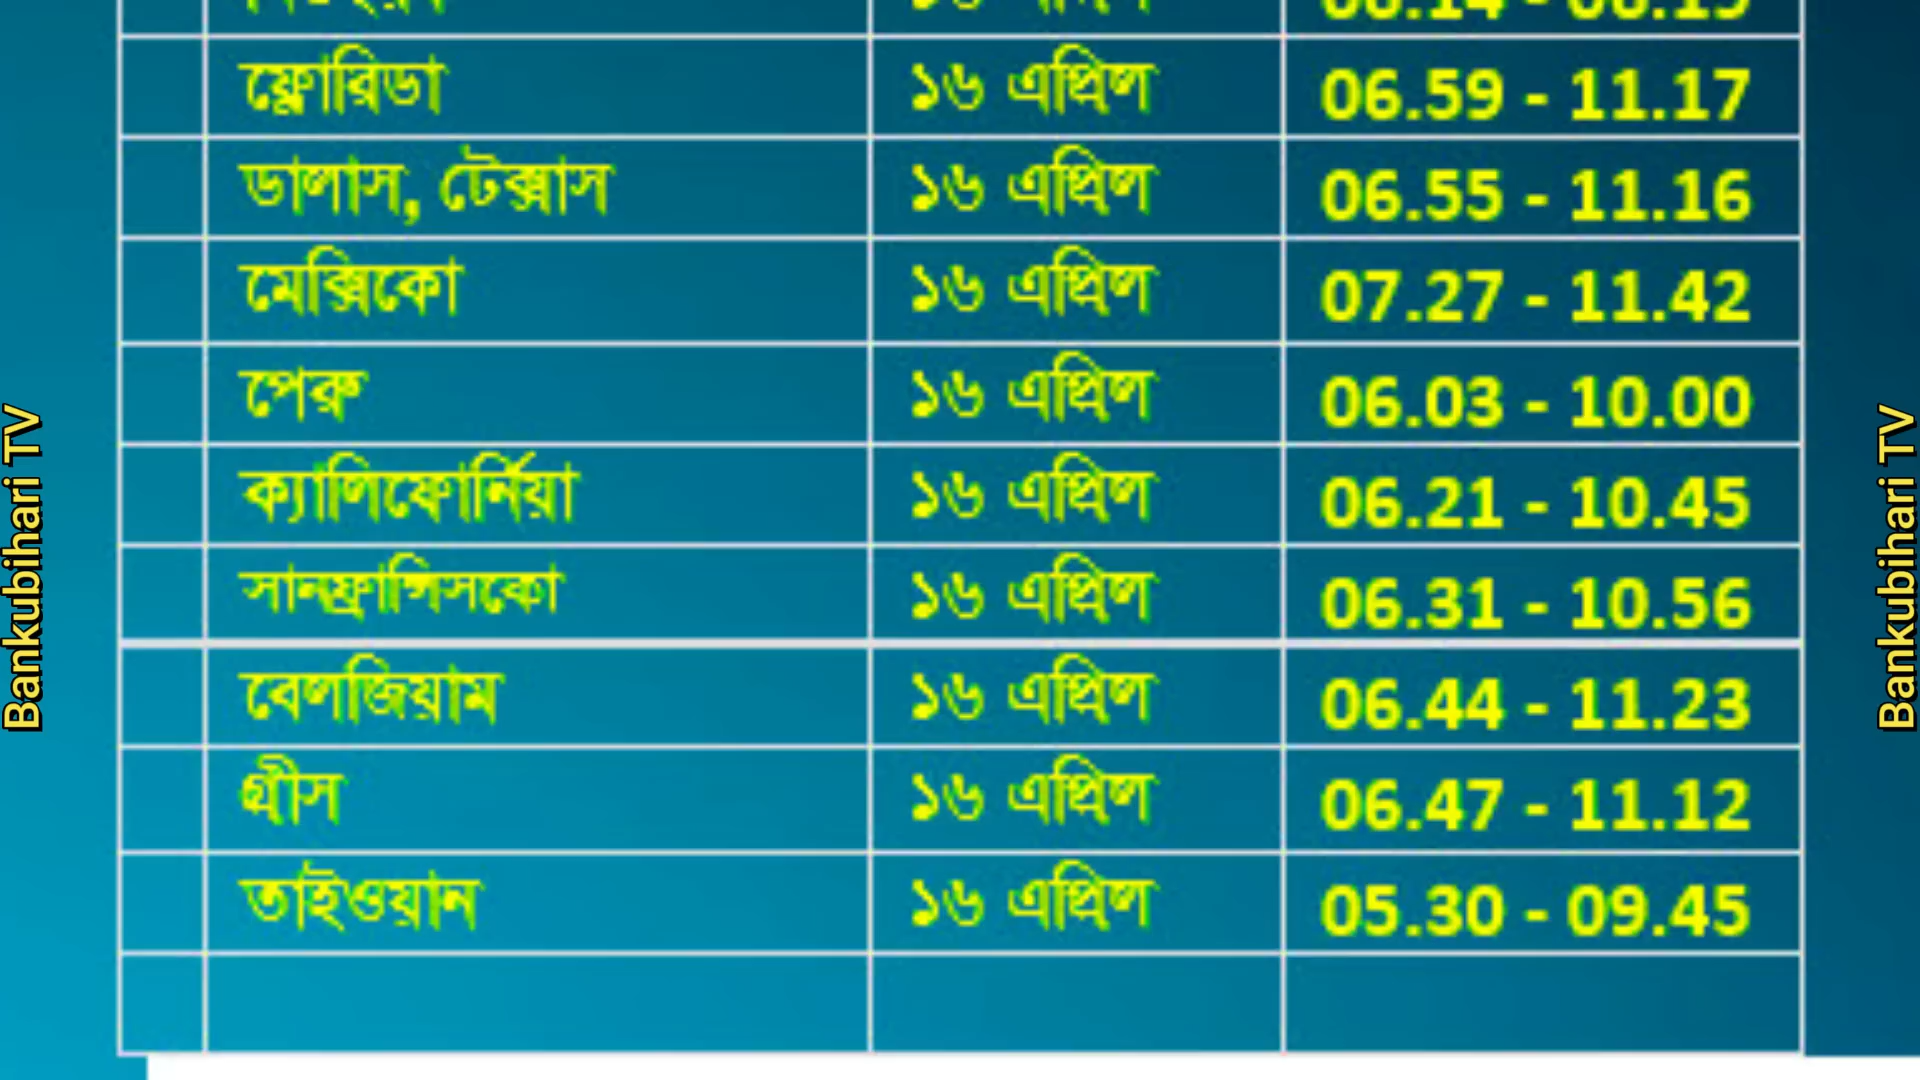 ফ্লোরিডা ১৬ এপ্রিল 06.59 - 11.17
ডালাস, টেক্সাস ১৬ এপ্রিল 06.55 - 11.16
মেক্সিকো ১৬ এপ্রিল 07.27 - 11.42
পেরু ১৬ এপ্রিল 06.03 - 10.00
ক্যালিফোর্নিয়া ১৬ এপ্রিল 06.21 - 10.45
সানফ্রান্সিসকো ১৬ এপ্রিল 06.31 - 10.56
বেলজিয়াম ১৬ এপ্রিল 06.44 - 11.23
গ্রীস ১৬ এপ্রিল 06.47 - 11.12
তাইওয়ান ১৬ এপ্রিল 05.30 - 09.45
Bankubihari TV
Bankubihari TV